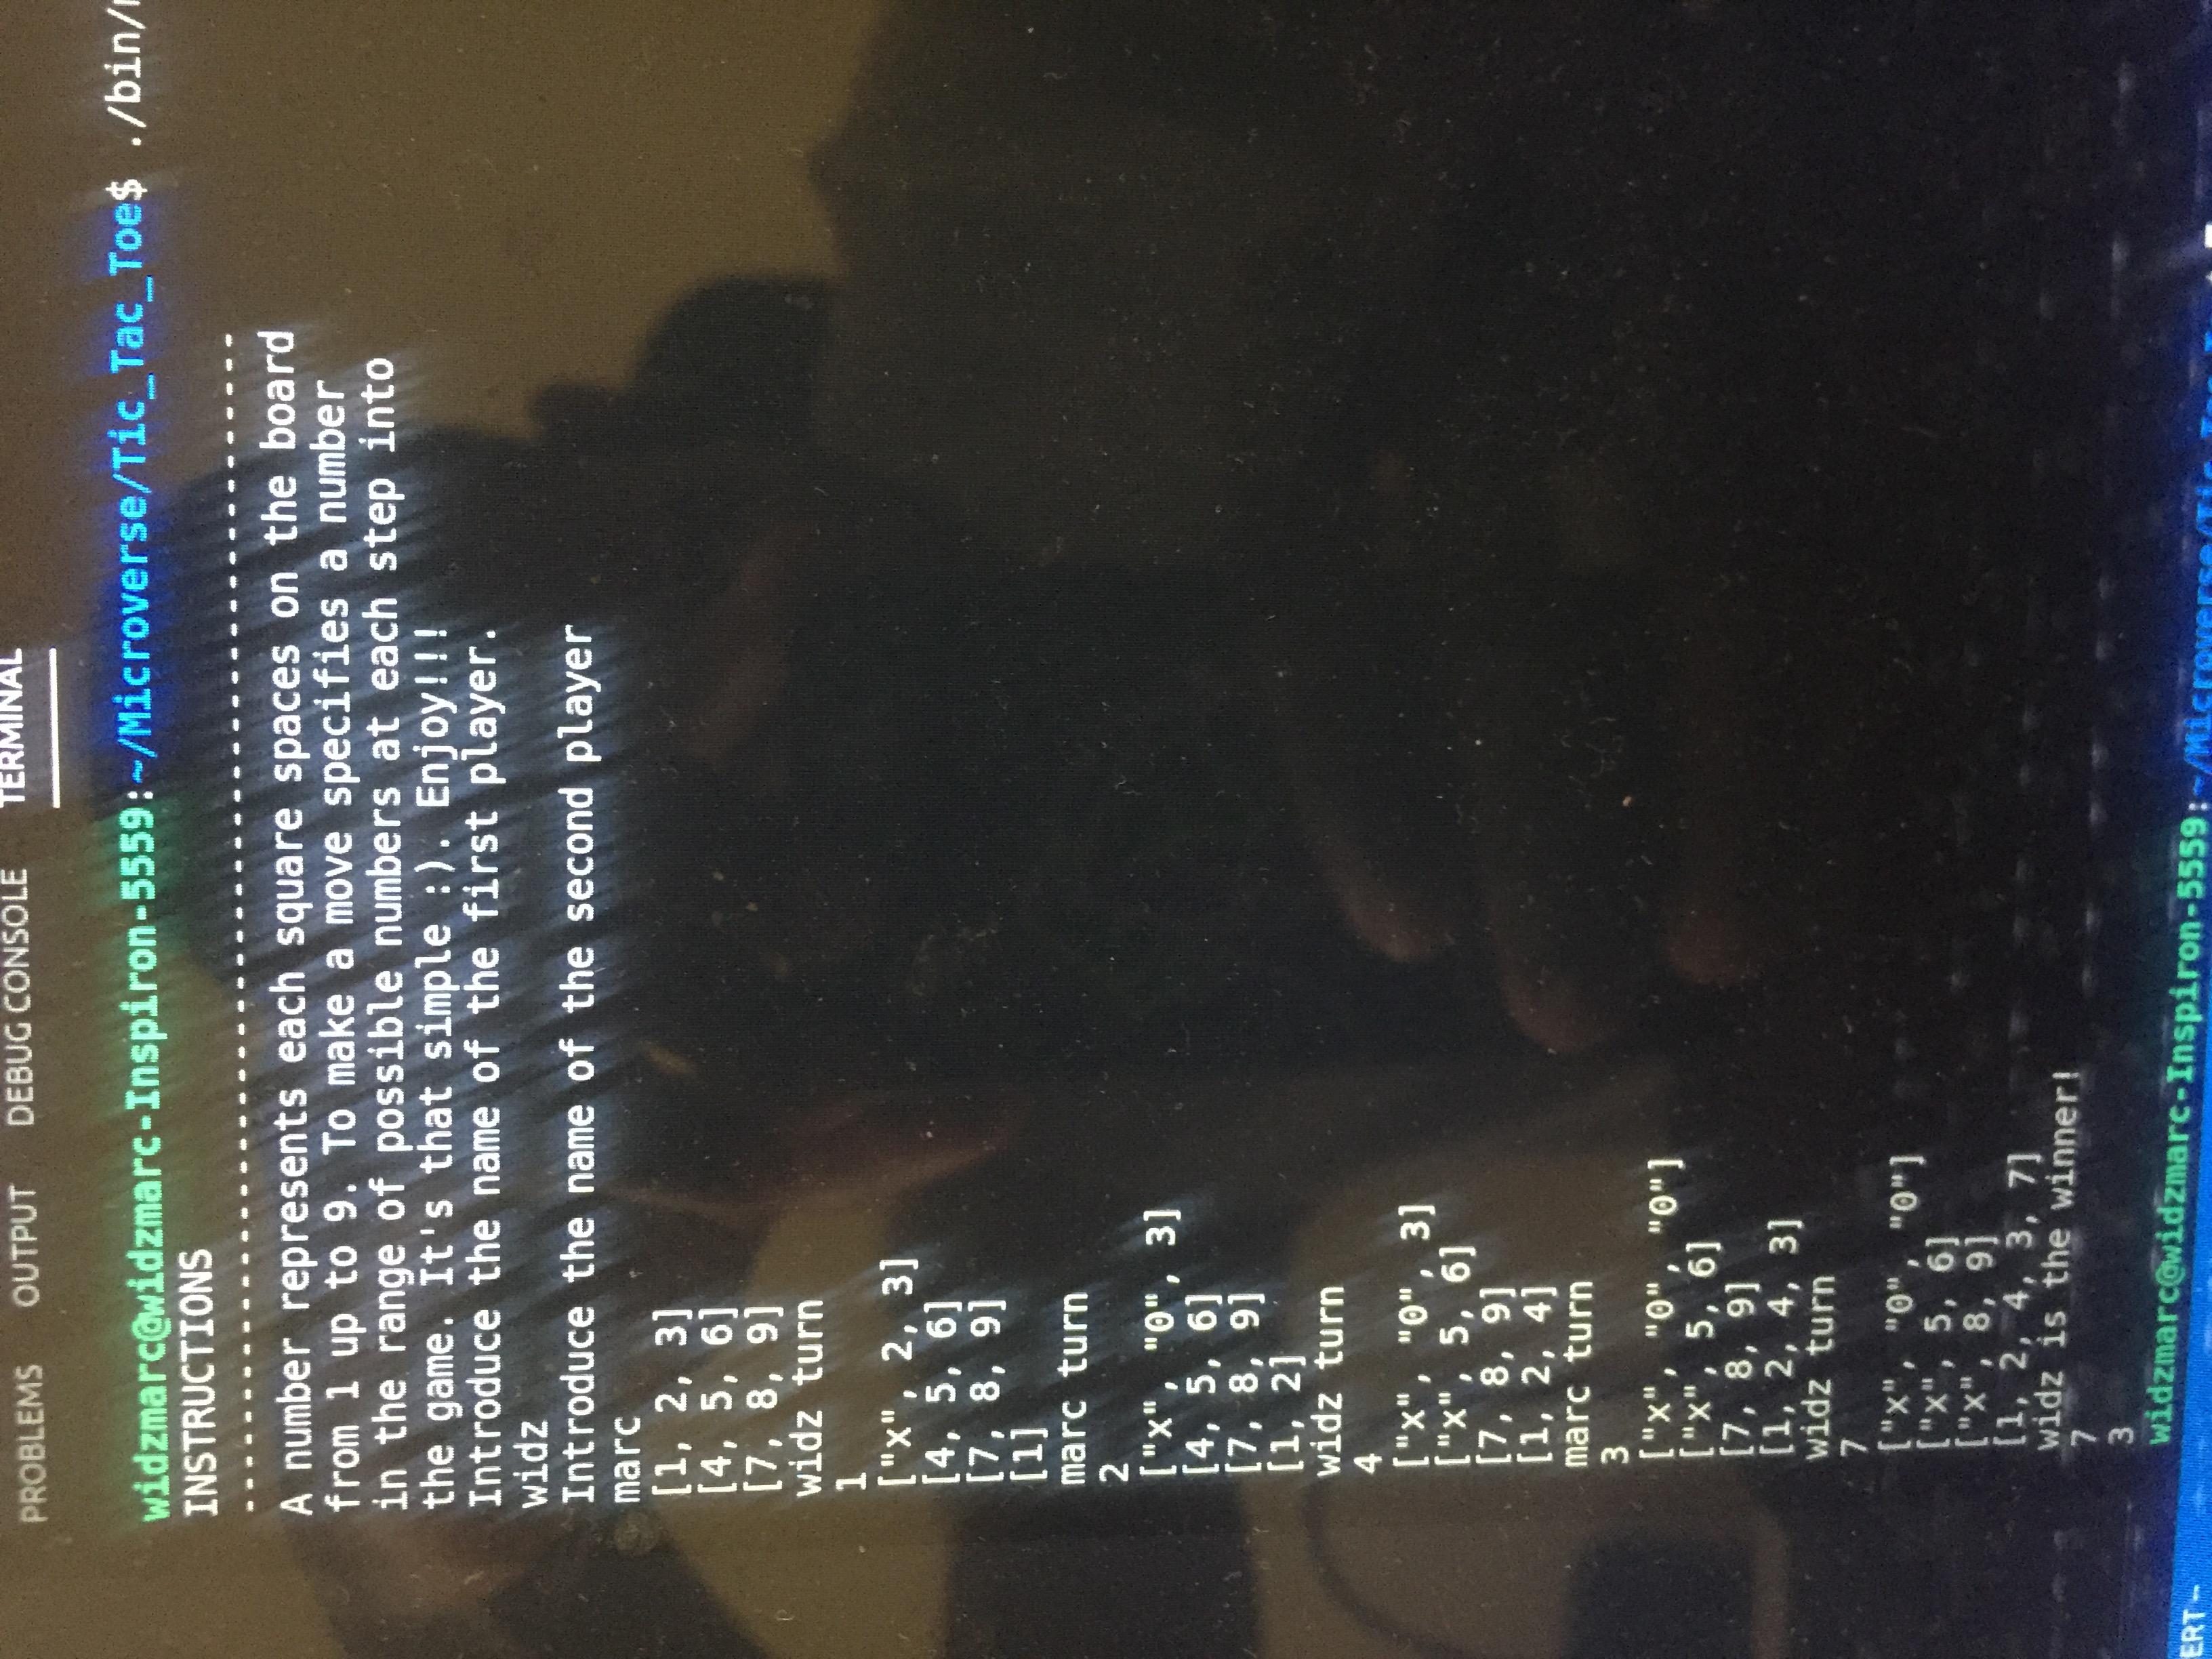 PROBLEMS OUTPUT DEBUG CONSOLE TERMINAL
widzmarc@widzmarc-Inspiron-5559:~/Microverse/Tic_Tac_Toe$ ./bin/
INSTRUCTIONS
------------------------------------------------------
A number represents each square spaces on the board
from 1 up to 9. To make a move specifies a number
in the range of possible numbers at each step into
the game. It's that simple :). Enjoy!!!
Introduce the name of the first player.
widz
Introduce the name of the second player
marc
[1, 2, 3]
[4, 5, 6]
[7, 8, 9]
widz turn
1
["x", 2, 3]
[4, 5, 6]
[7, 8, 9]
[1]
marc turn
2
["x", "0", 3]
[4, 5, 6]
[7, 8, 9]
[1, 2]
widz turn
4
["x", "0", 3]
["x", 5, 6]
[7, 8, 9]
[1, 2, 4]
marc turn
3
["x", "0", "0"]
["x", 5, 6]
[7, 8, 9]
[1, 2, 4, 3]
widz turn
7
["x", "0", "0"]
["x", 5, 6]
["x", 8, 9]
[1, 2, 4, 3, 7]
widz is the winner!
7
3
widzmarc@widzmarc-Inspiron-5559:~/Microverse/Tic_Tac_Toe$
ERT --